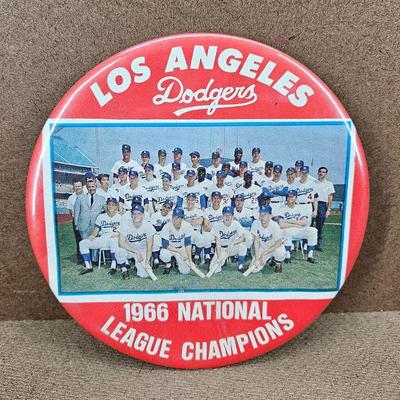 LOS ANGELES
Dodgers
1966 NATIONAL
LEAGUE CHAMPIONS